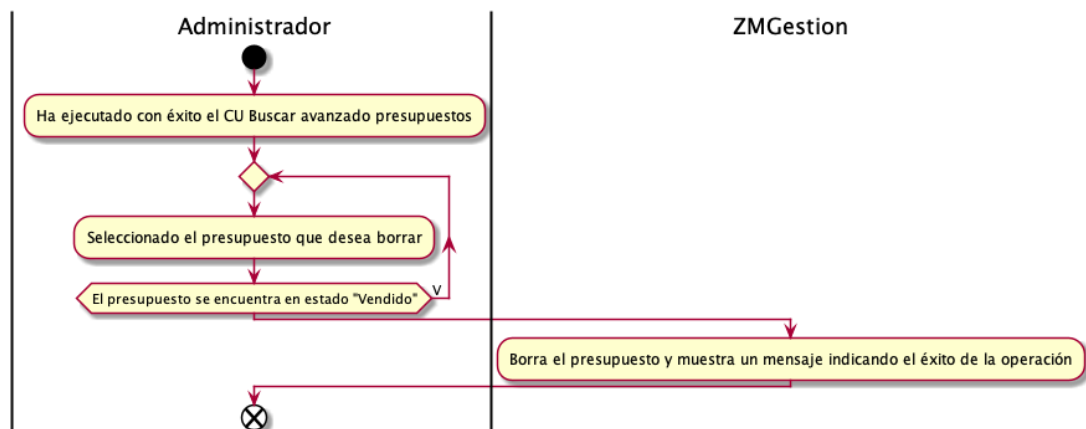 Administrador
ZMGestion
Ha ejecutado con éxito el CU Buscar avanzado presupuestos
Seleccionado el presupuesto que desea borrar
El presupuesto se encuentra en estado "Vendido"
V
Borra el presupuesto y muestra un mensaje indicando el éxito de la operación